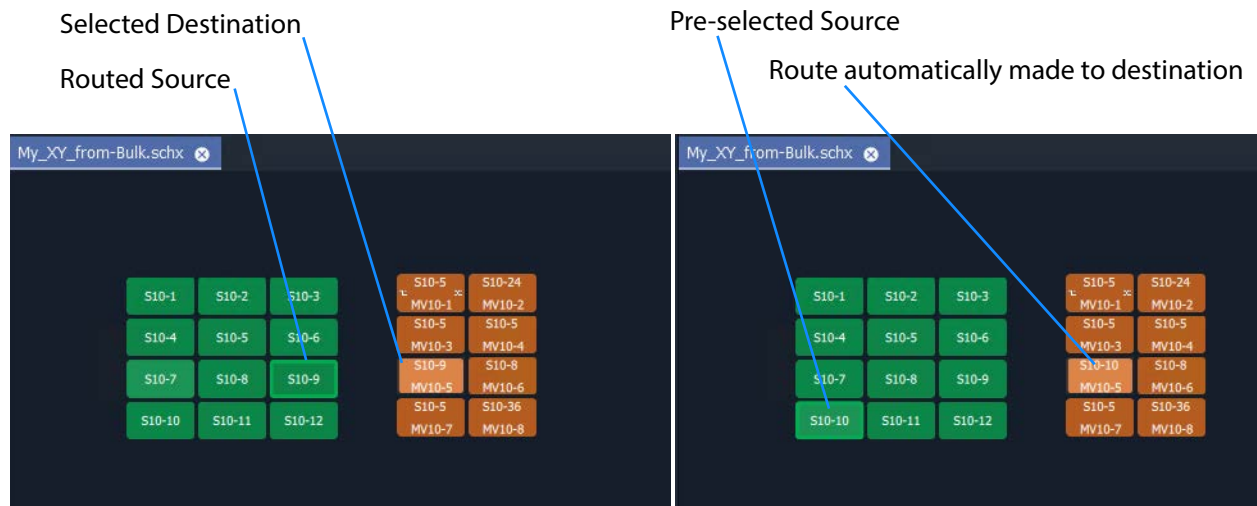 Selected Destination
Pre-selected Source
Routed Source
Route automatically made to destination
My_XY_from-Bulk.schx
S10-1 S10-2 S10-3
S10-4 S10-5 S10-6
S10-7 S10-8 S10-9
S10-10 S10-11 S10-12
S10-5 S10-24
MV10-1 MV10-2
S10-5 S10-5
MV10-3 MV10-4
S10-9 S10-8
MV10-5 MV10-6
S10-5 S10-36
MV10-7 MV10-8
My_XY_from-Bulk.schx
S10-1 S10-2 S10-3
S10-4 S10-5 S10-6
S10-7 S10-8 S10-9
S10-10 S10-11 S10-12
S10-5 S10-24
MV10-1 MV10-2
S10-5 S10-5
MV10-3 MV10-4
S10-10 S10-8
MV10-5 MV10-6
S10-5 S10-36
MV10-7 MV10-8